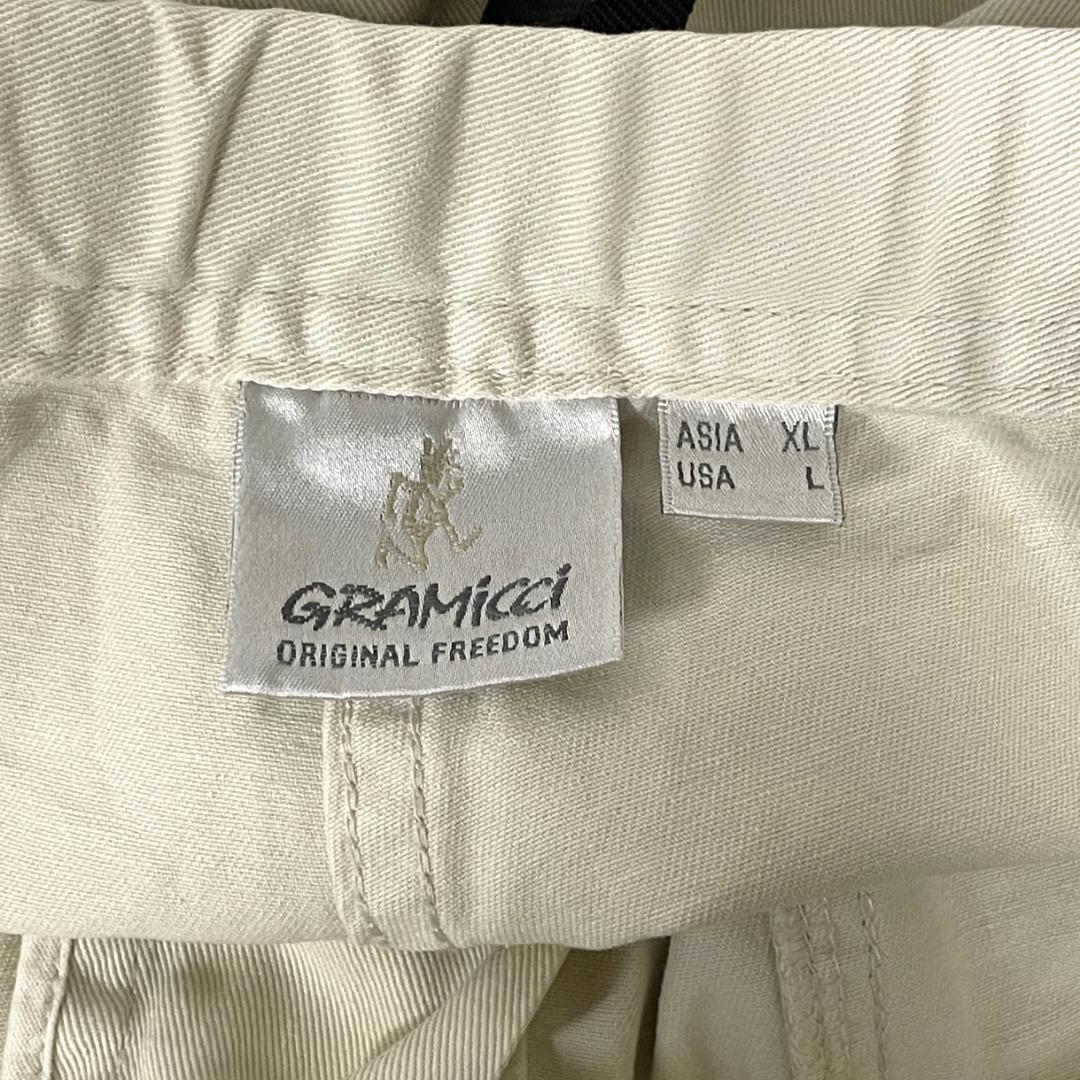 GRAMicci
ORIGINAL FREEDOM
ASIA XL
USA L